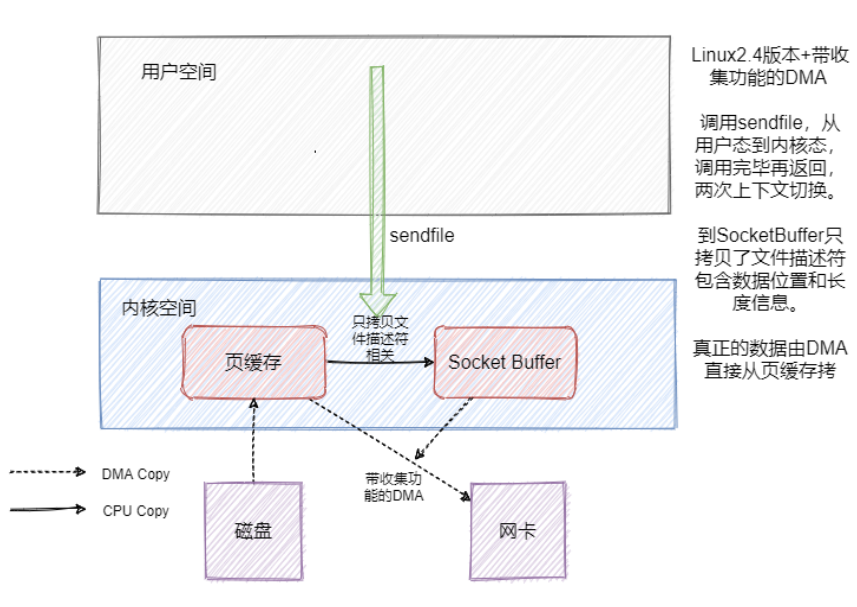 用户空间
sendfile
内核空间
只拷贝文
件描述符
相关
页缓存
Socket Buffer
带收集功
能的DMA
磁盘
网卡
DMA Copy
CPU Copy
Linux2.4版本+带收
集功能的DMA
调用sendfile，从
用户态到内核态，
调用完毕再返回，
两次上下文切换。
到SocketBuffer只
拷贝了文件描述符
包含数据位置和长
度信息。
真正的数据由DMA
直接从页缓存拷